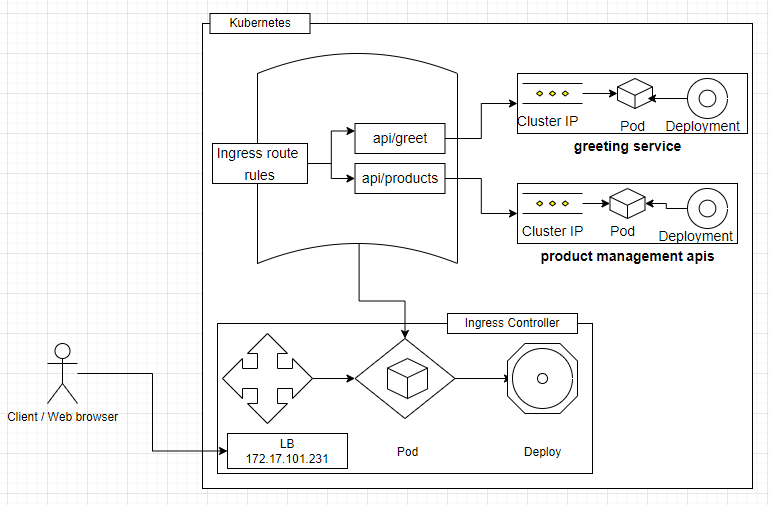 Kubernetes
Cluster IP
Pod
Deployment
greeting service
api/greet
Ingress route
rules
api/products
Cluster IP
Pod
Deployment
product management apis
Ingress Controller
Client / Web browser
LB
172.17.101.231
Pod
Deploy